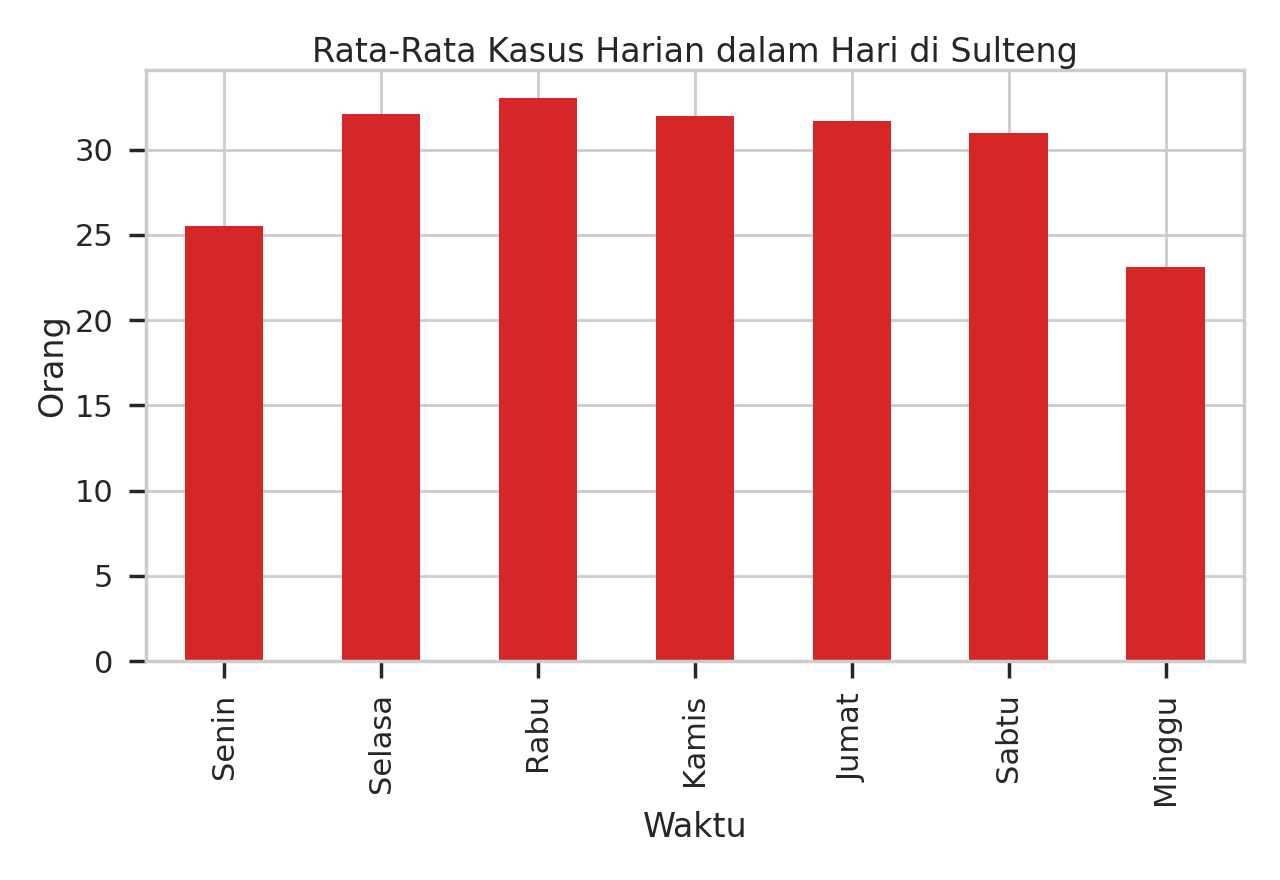 Rata-Rata Kasus Harian dalam Hari di Sulteng
Orang
30
25
20
15
10
5
0
Senin
Selasa
Rabu
Kamis
Jumat
Sabtu
Minggu
Waktu